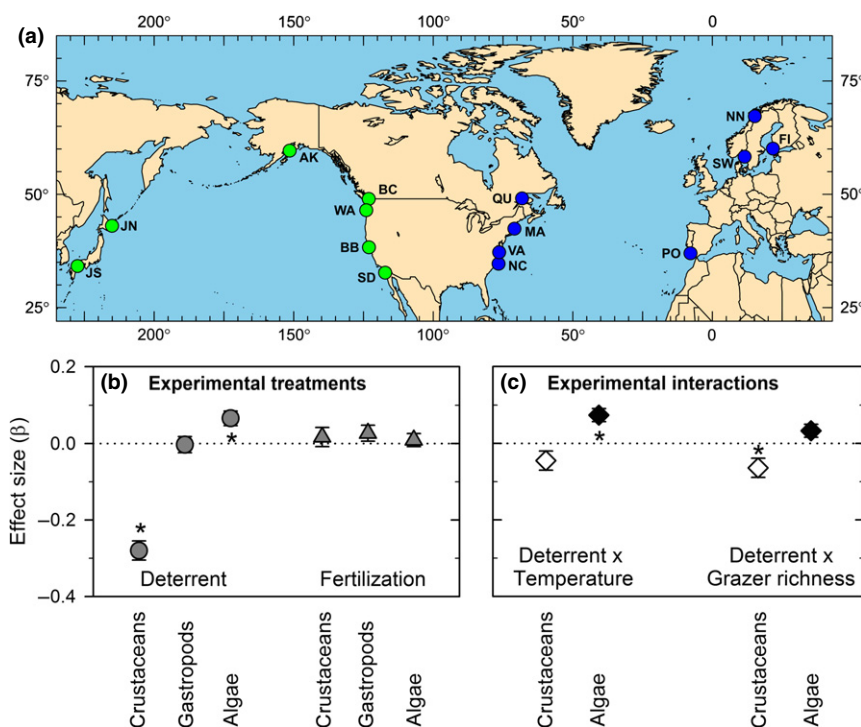 200° 150° 100° 50° 0
(a)
75° 75°
NN
FI
AK
SW
BC
QU
50° 50°
WA
MA
JN
BB
VA
PO
NC
JS
SD
25° 25°
200° 150° 100° 50° 0
0.2
(b) Experimental treatments
(c) Experimental interactions
0.0
* * *
−0.2
*
*
Deterrent Fertilization
Deterrent x Temperature
Deterrent x Grazer richness
−0.4
Effect size (β)
Crustaceans
Gastropods
Algae
Crustaceans
Gastropods
Algae
Crustaceans
Algae
Crustaceans
Algae